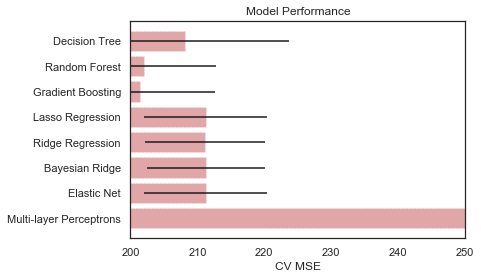 Model Performance
Decision Tree
Random Forest
Gradient Boosting
Lasso Regression
Ridge Regression
Bayesian Ridge
Elastic Net
Multi-layer Perceptrons
200 210 220 230 240 250
CV MSE